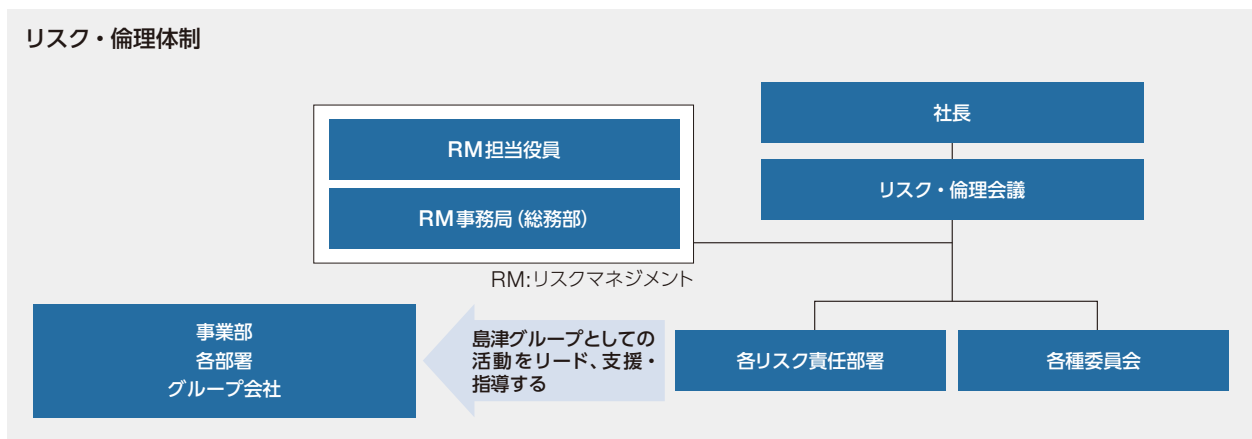 リスク・倫理体制
社長
RM担当役員
リスク・倫理会議
RM事務局（総務部）
RM:リスクマネジメント
事業部
各部署
グループ会社
島津グループとしての
活動をリード、支援・
指導する
各リスク責任部署
各種委員会